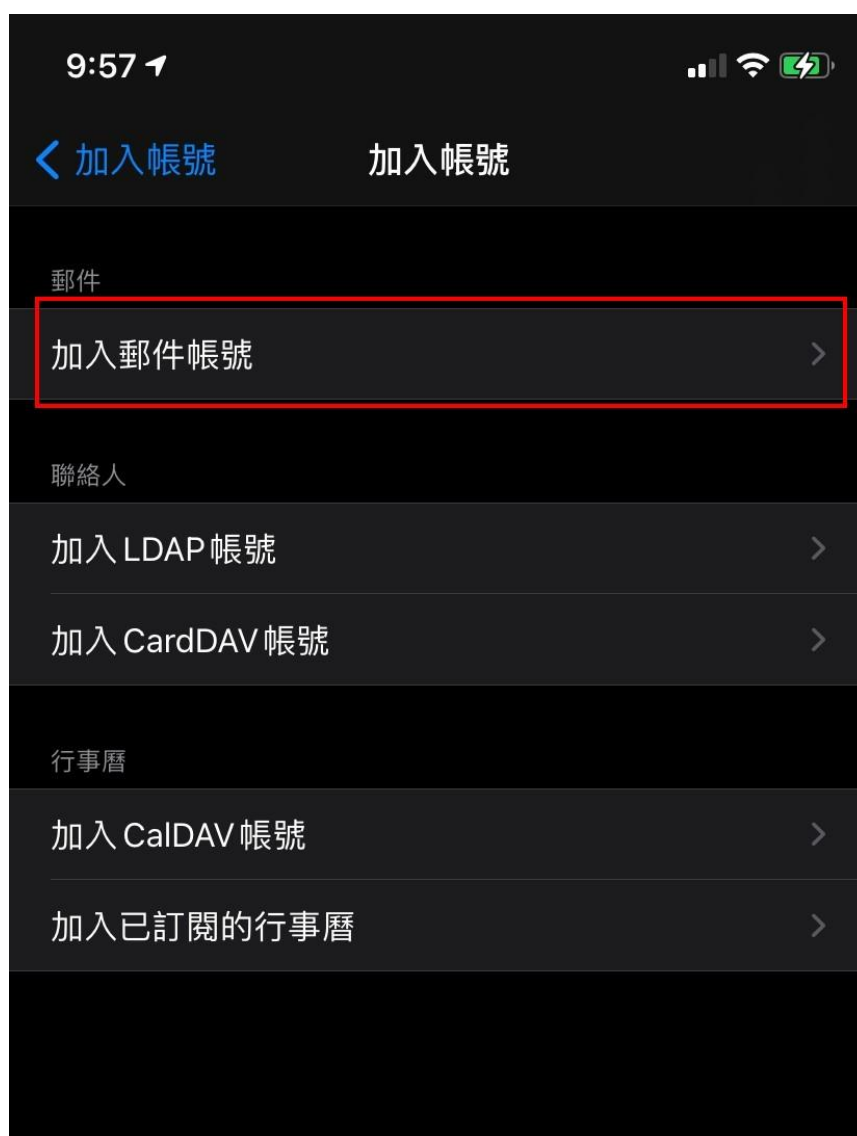 9:57
加入帳號 加入帳號
郵件
加入郵件帳號
聯絡人
加入 LDAP 帳號
加入 CardDAV 帳號
行事曆
加入 CalDAV 帳號
加入已訂閱的行事曆